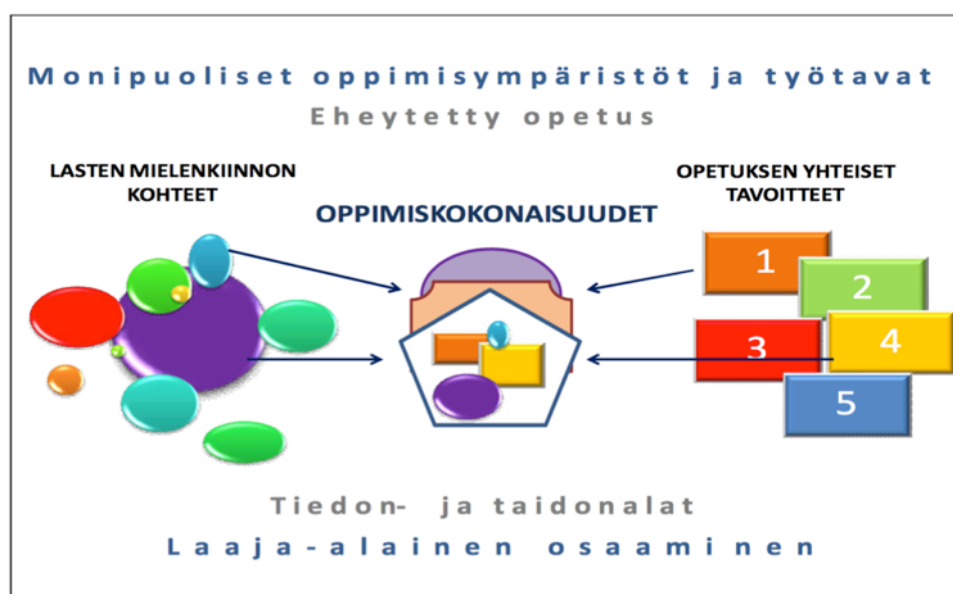 Monipuoliset oppimisympäristöt ja työtavat
Eheytetty opetus
LASTEN MIELENKIINNON
KOHTEET
OPPIMISKOKONAISUUDET
OPETUKSEN YHTEISET
TAVOITTEET
1
2
3
4
5
Tiedon- ja taidonalat
Laaja-alainen osaaminen